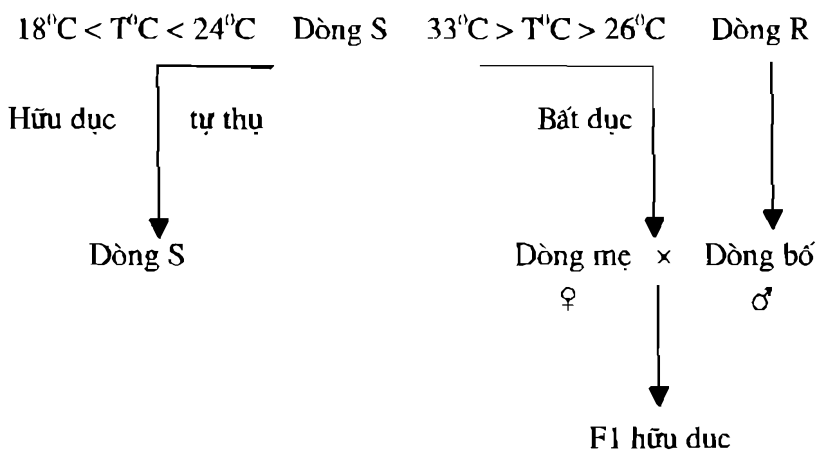 18⁰C < T⁰C < 24⁰C Dòng S 33⁰C > T⁰C > 26⁰C Dòng R
Hữu dục tự thụ Bất dục
Dòng S Dòng mẹ × Dòng bố
♀ ♂
F1 hữu duc